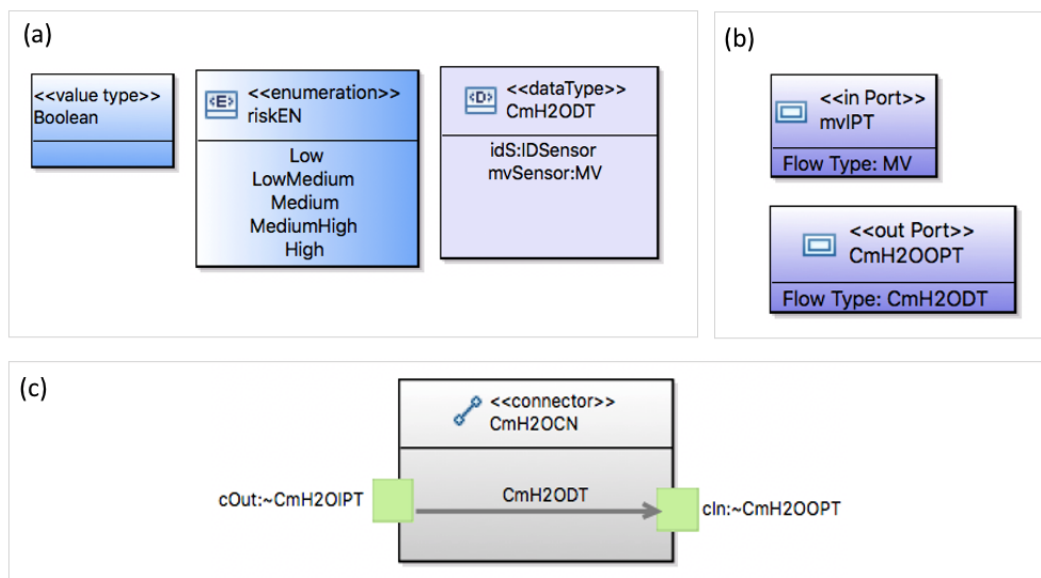 (a)
<<value type>>
Boolean
<<enumeration>>
riskEN
Low
LowMedium
Medium
MediumHigh
High
<<dataType>>
CmH2ODT
idS:IDSensor
mvSensor:MV
(b)
<<in Port>>
mvIPT
Flow Type: MV
<<out Port>>
CmH2OOPT
Flow Type: CmH2ODT
(c)
<<connector>>
CmH2OCN
cOut:~CmH2OIPT
CmH2ODT
cIn:~CmH2OOPT